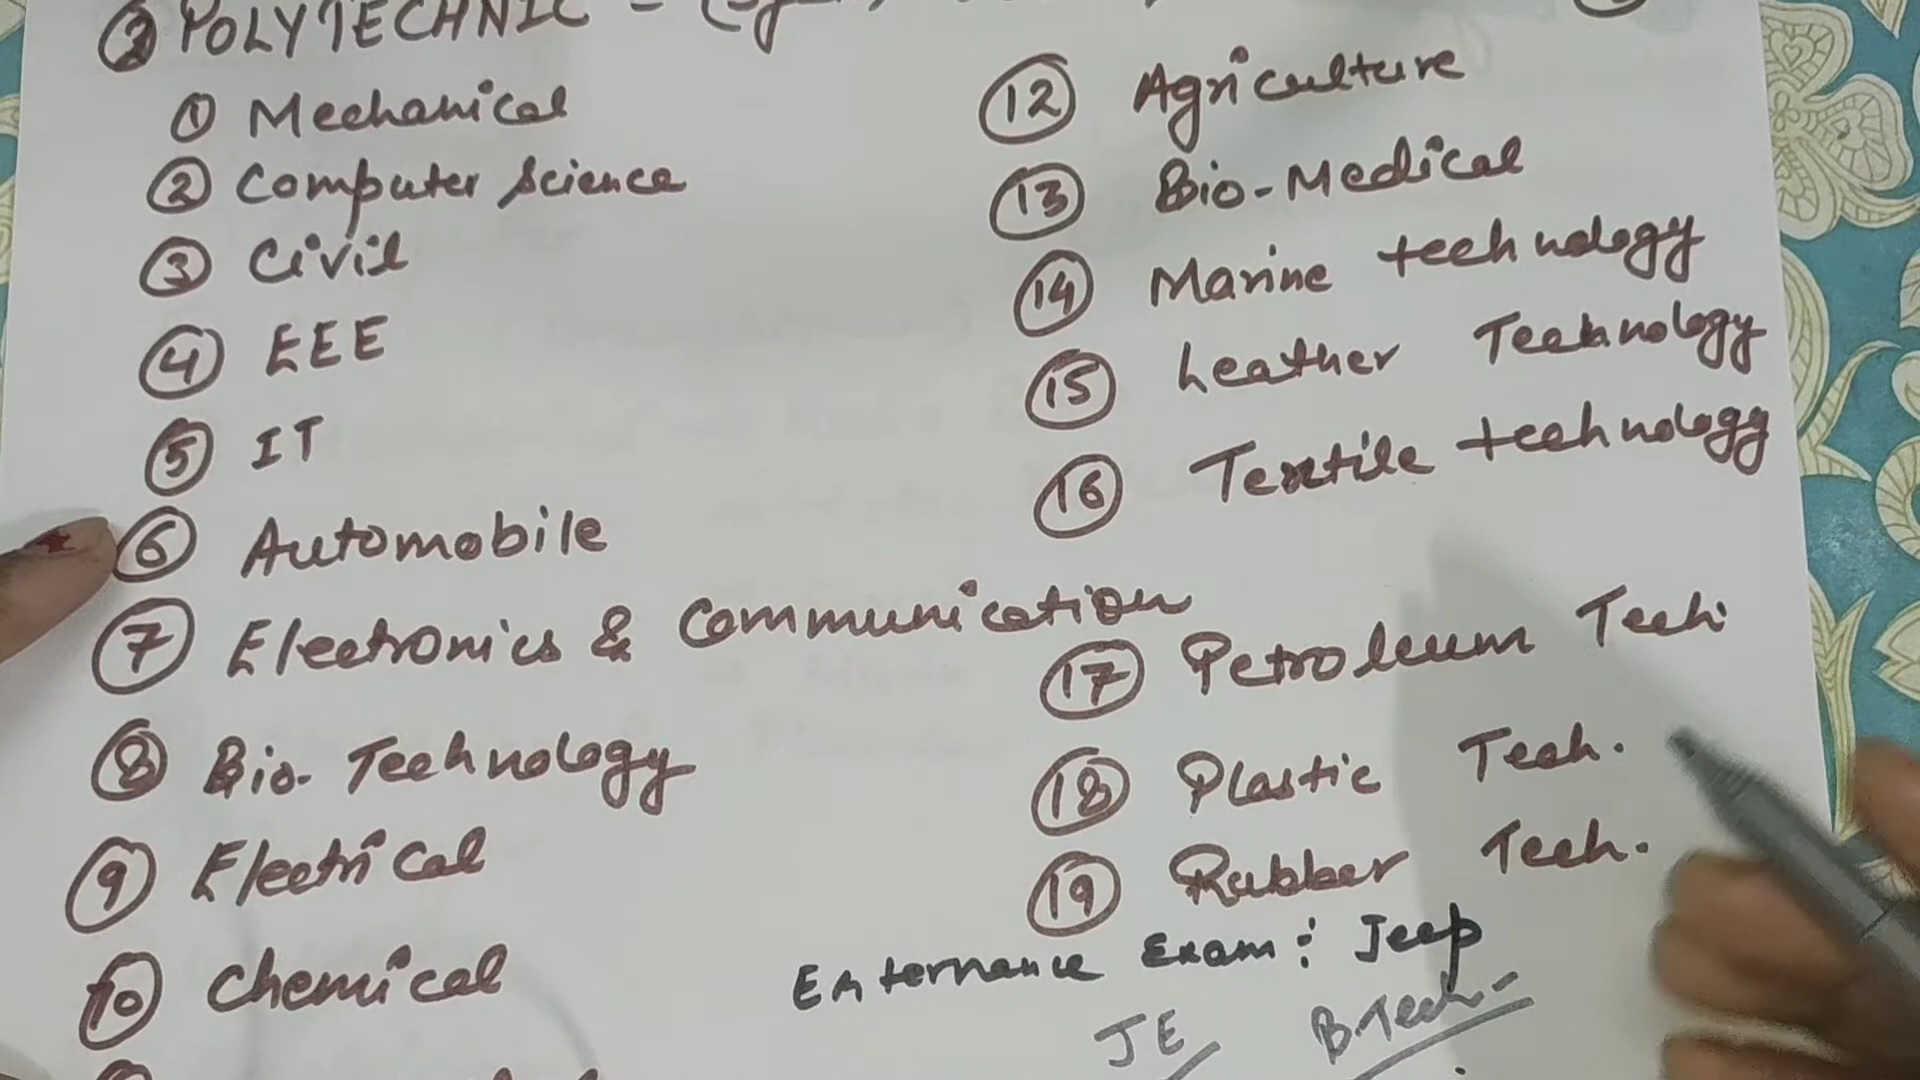 ② POLYTECHNIC -
① Mechanical
② Computer Science
③ Civil
④ EEE
⑤ IT
⑥ Automobile
⑦ Electronics & Communication
⑧ Bio-Technology
⑨ Electrical
⑩ Chemical
⑫ Agriculture
⑬ Bio-Medical
⑭ Marine technology
⑮ Leather Technology
⑯ Textile technology
⑰ Petroleum Tech.
⑱ Plastic Tech.
⑲ Rubber Tech.
Enternance Exam: Jeep
JE B.Tech.